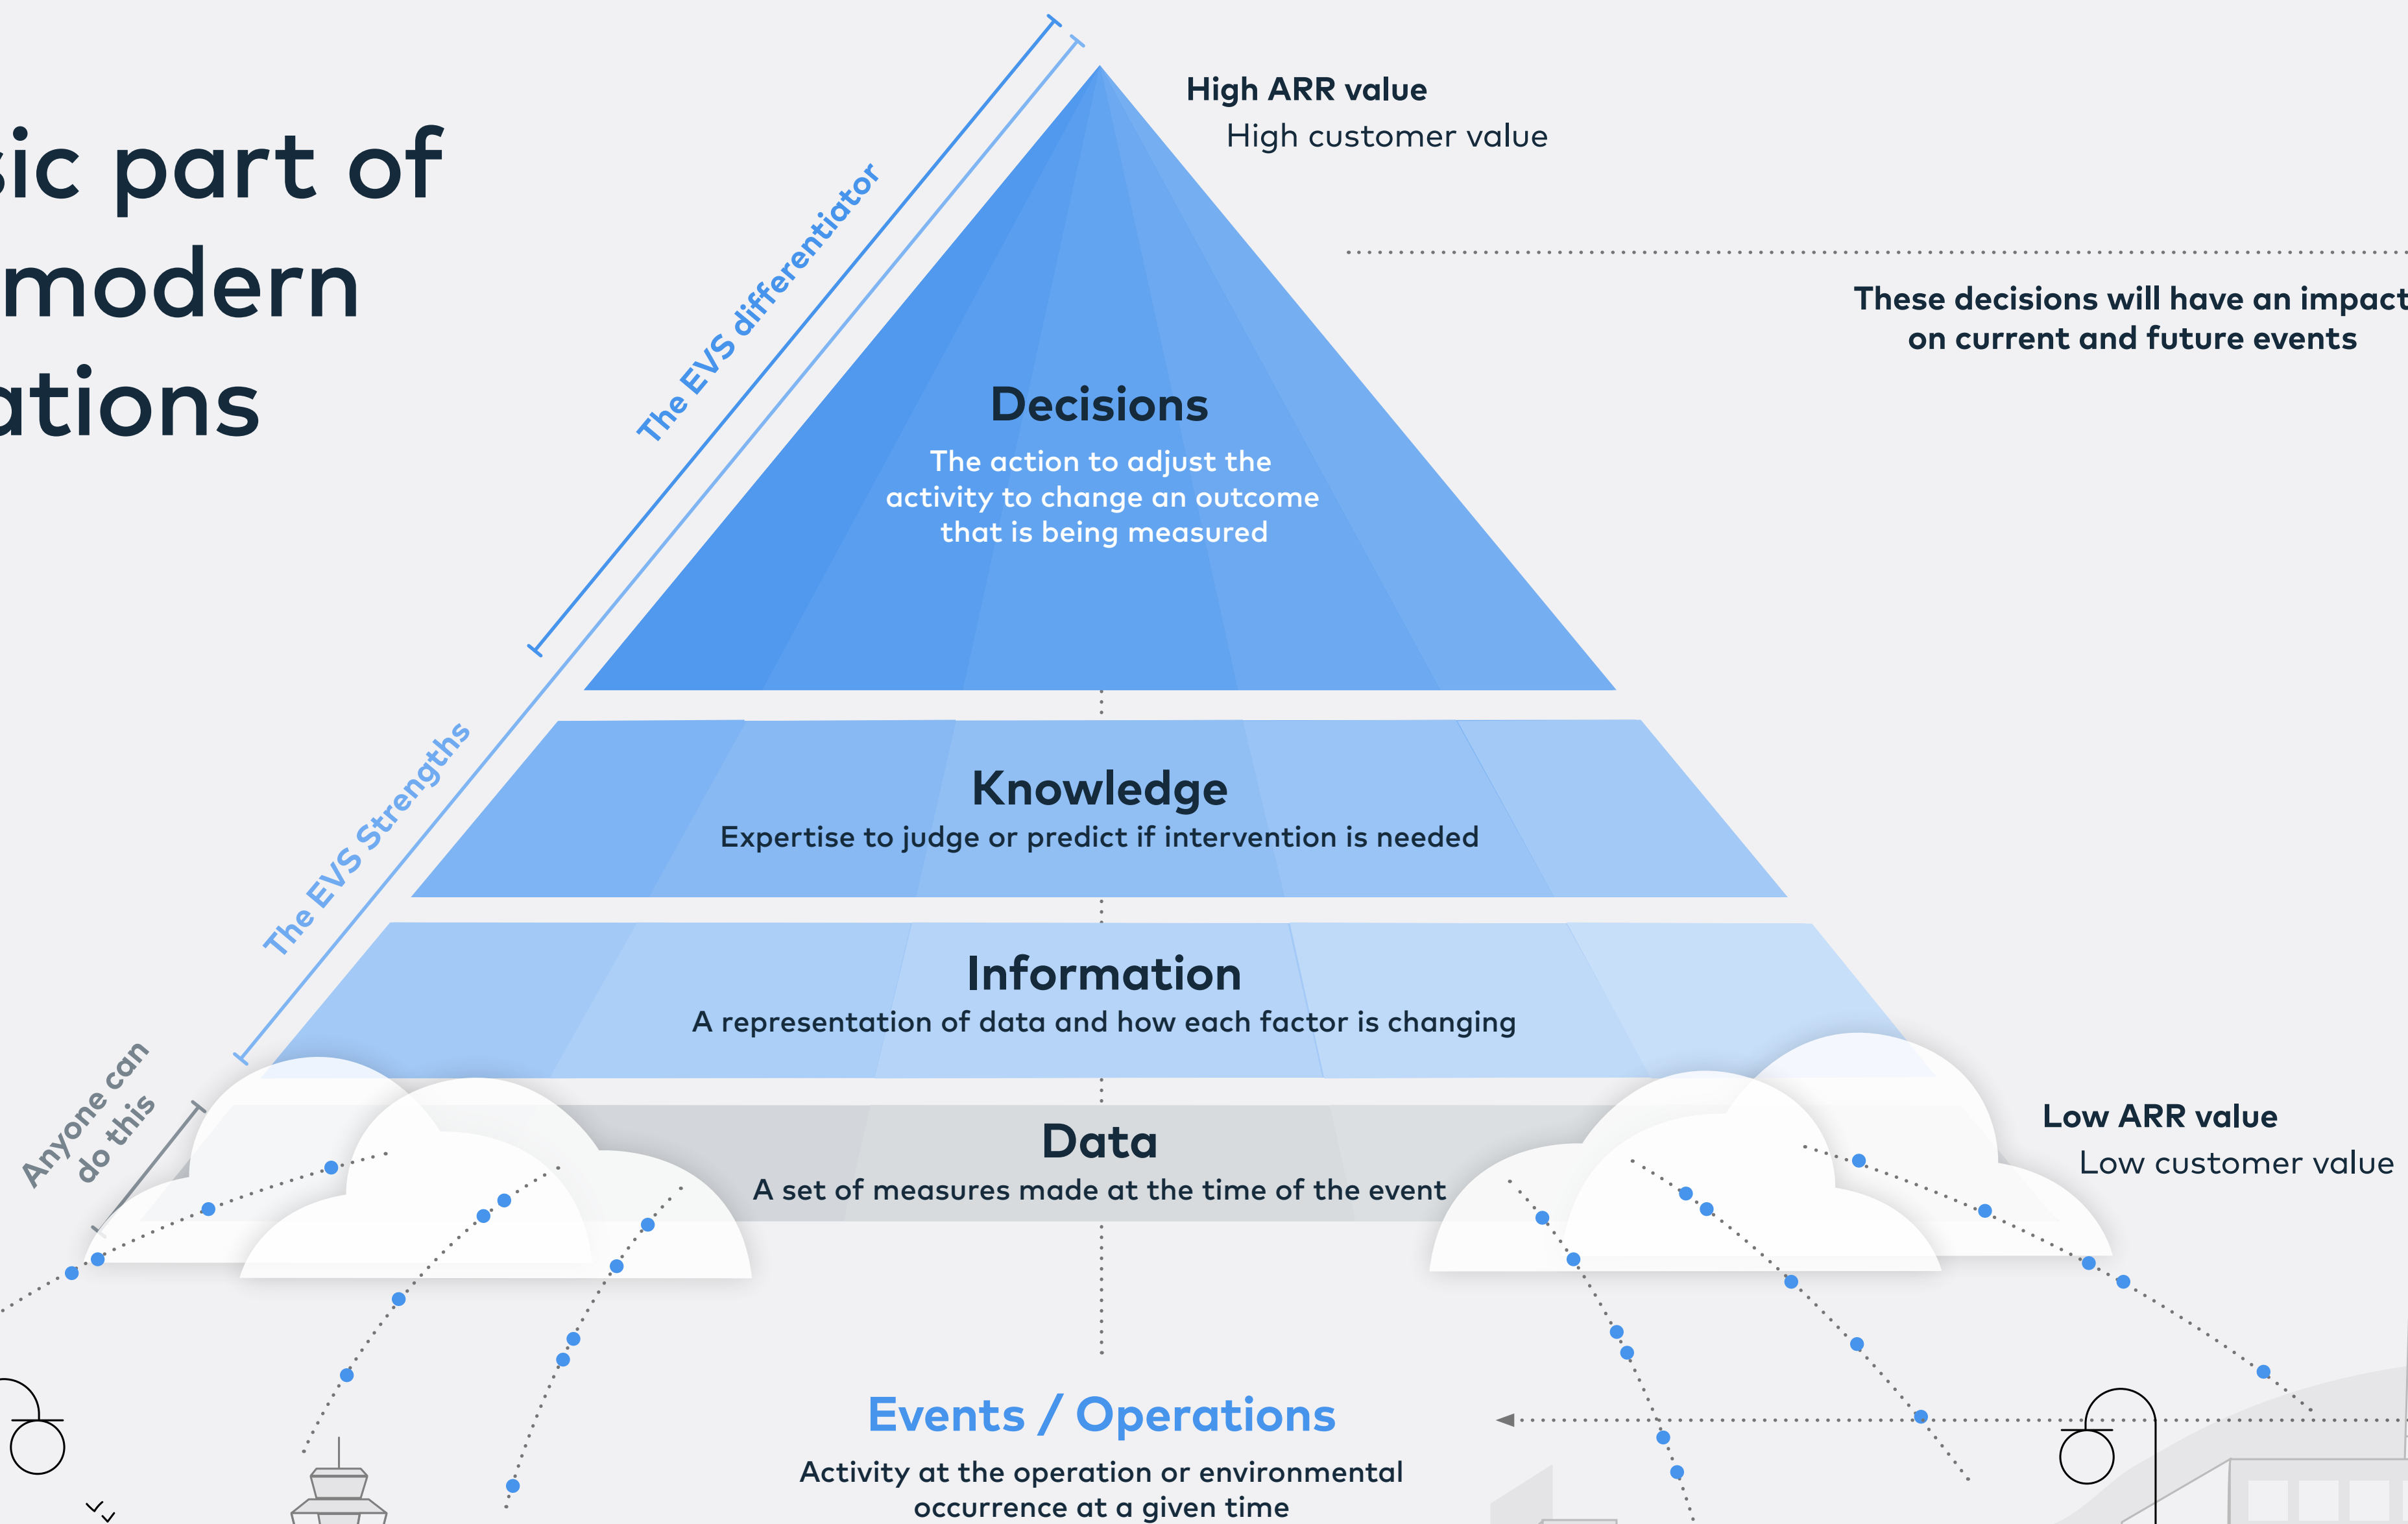 part of
modern
High ARR value
High customer value
The EVS differentiator
These decisions will have an impact
on current and future events
Decisions
The action to adjust the
activity to change an outcome
that is being measured
Knowledge
Expertise to judge or predict if intervention is needed
The EVS Strengths
Information
A representation of data and how each factor is changing
Anyone can
do this
Data
A set of measures made at the time of the event
Low ARR value
Low customer value
Events / Operations
Activity at the operation or environmental
occurrence at a given time